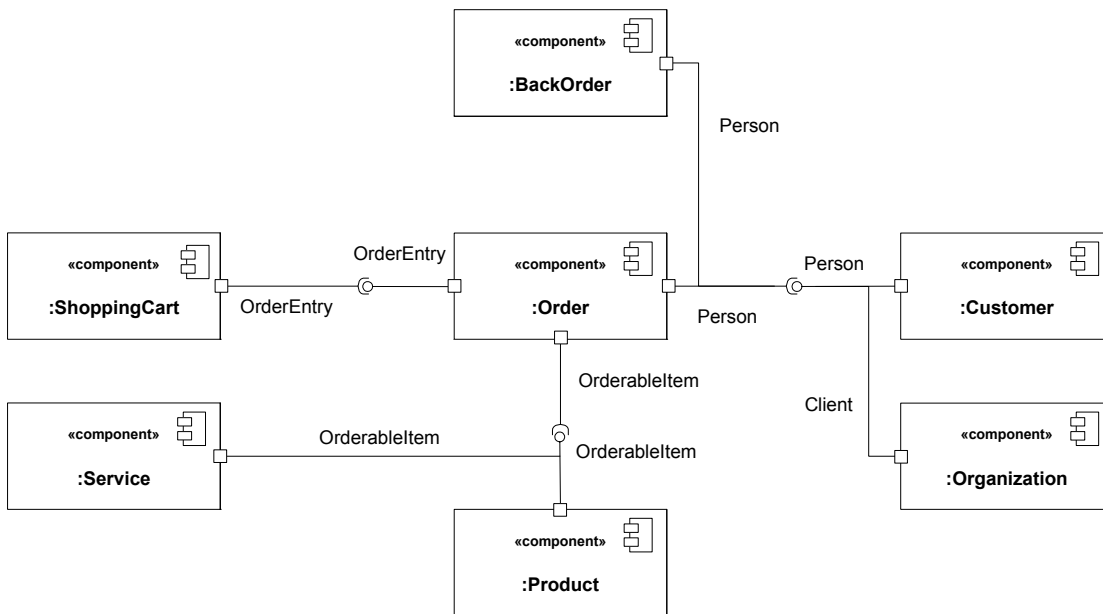 «component»
:BackOrder
Person
«component»
:ShoppingCart
OrderEntry
OrderEntry
«component»
:Order
Person
Person
«component»
:Customer
OrderableItem
«component»
:Service
OrderableItem
OrderableItem
Client
«component»
:Organization
«component»
:Product